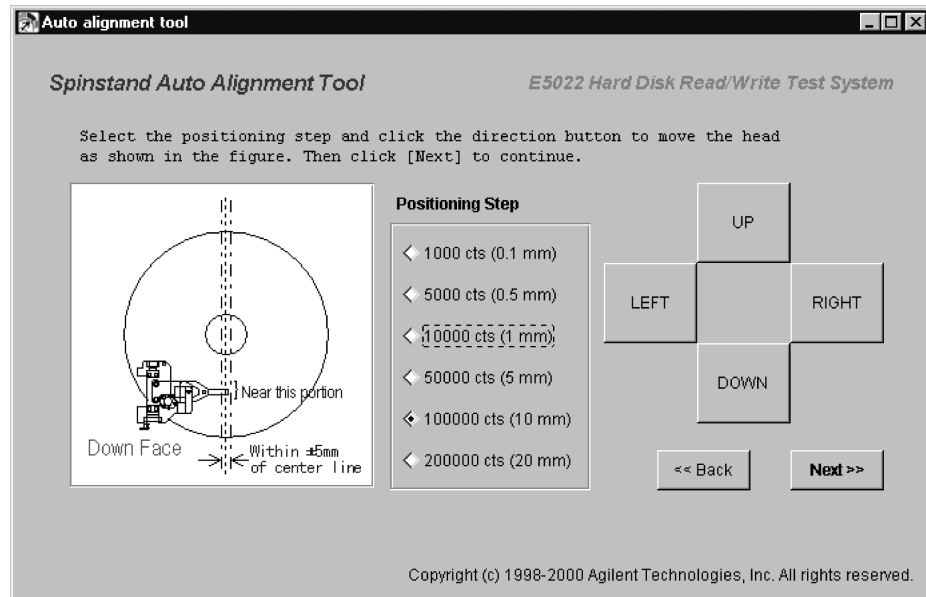 Auto alignment tool
Spinstand Auto Alignment Tool
E5022 Hard Disk Read/Write Test System
Select the positioning step and click the direction button to move the head
as shown in the figure. Then click [Next] to continue.
Near this portion
Down Face
Within ±5mm
of center line
Positioning Step
1000 cts (0.1 mm)
5000 cts (0.5 mm)
10000 cts (1 mm)
50000 cts (5 mm)
100000 cts (10 mm)
200000 cts (20 mm)
UP
LEFT
RIGHT
DOWN
<< Back
Next >>
Copyright (c) 1998-2000 Agilent Technologies, Inc. All rights reserved.